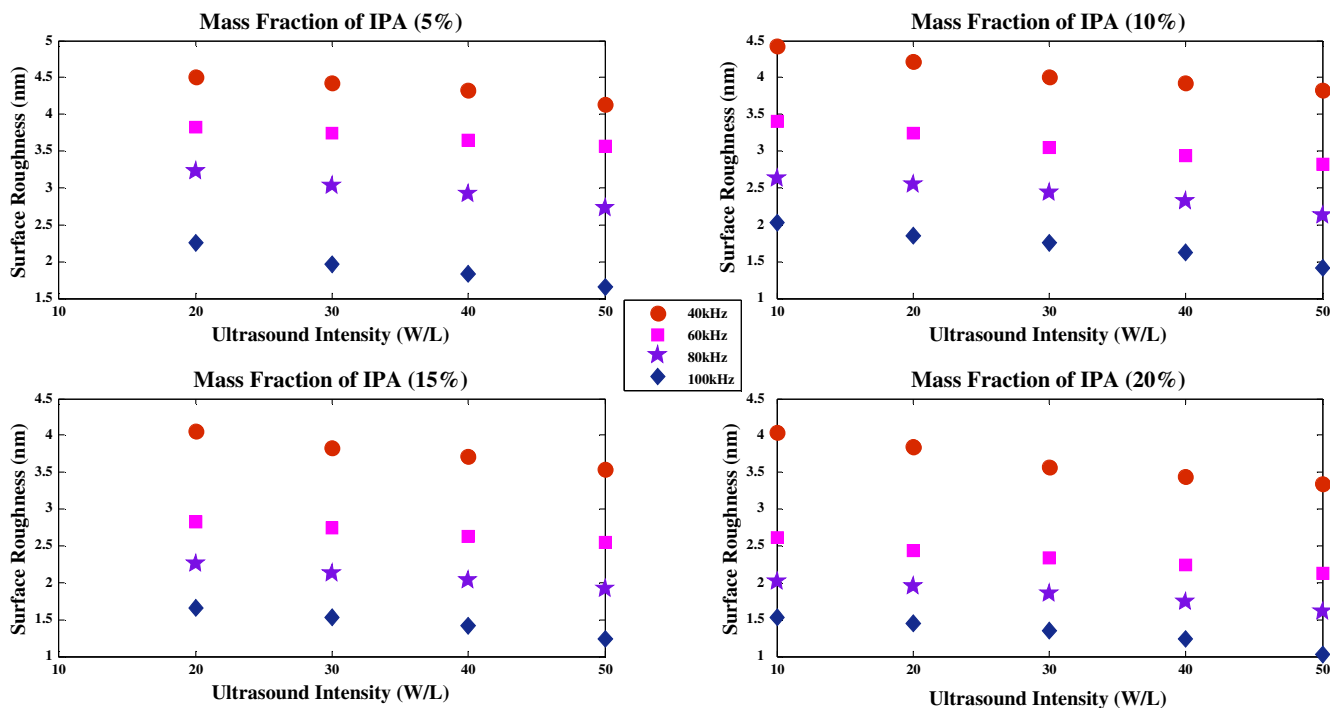 Mass Fraction of IPA (5%)
Surface Roughness (nm)
5
4.5
4
3.5
3
2.5
2
1.5
10 20 30 40 50
Ultrasound Intensity (W/L)
Mass Fraction of IPA (10%)
Surface Roughness (nm)
4.5
4
3.5
3
2.5
2
1.5
1
10 20 30 40 50
Ultrasound Intensity (W/L)
40kHz
60kHz
80kHz
100kHz
Mass Fraction of IPA (15%)
Surface Roughness (nm)
4.5
4
3.5
3
2.5
2
1.5
1
10 20 30 40 50
Ultrasound Intensity (W/L)
Mass Fraction of IPA (20%)
Surface Roughness (nm)
4.5
4
3.5
3
2.5
2
1.5
1
10 20 30 40 50
Ultrasound Intensity (W/L)